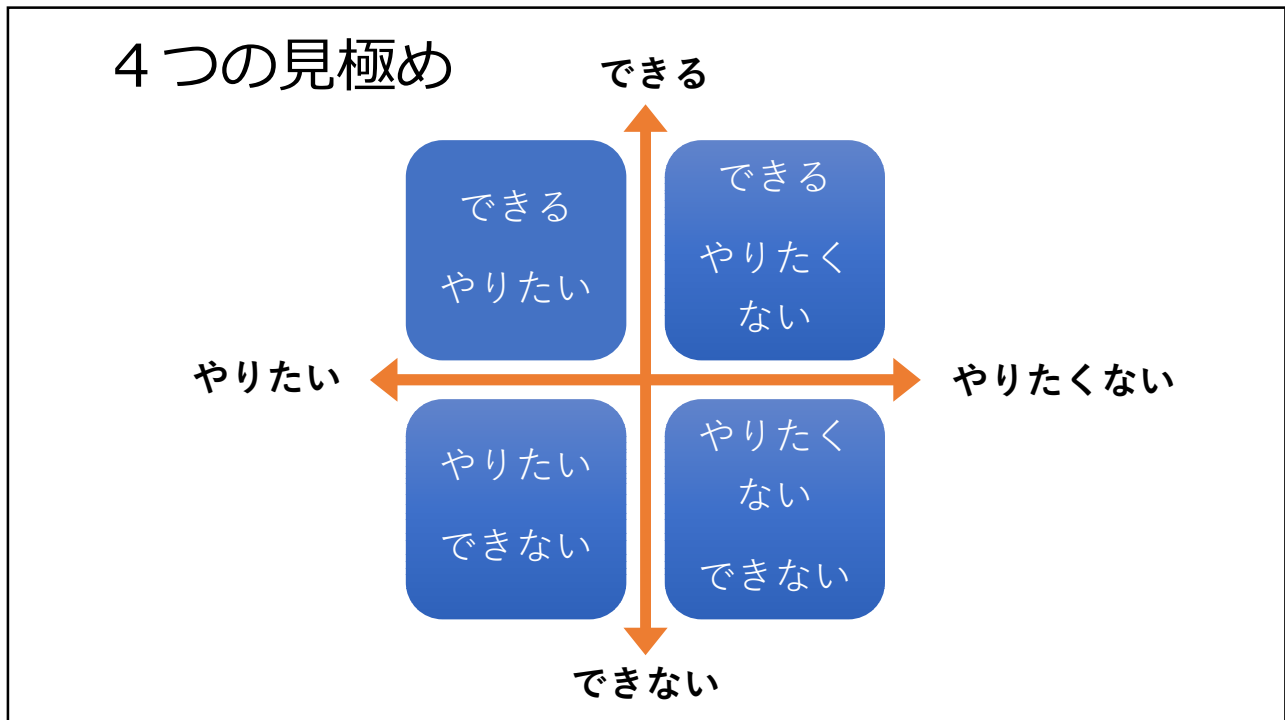 ４つの見極め
できる
できる
やりたい
できる
やりたく
ない
やりたい
やりたくない
やりたい
できない
やりたく
ない
できない
できない